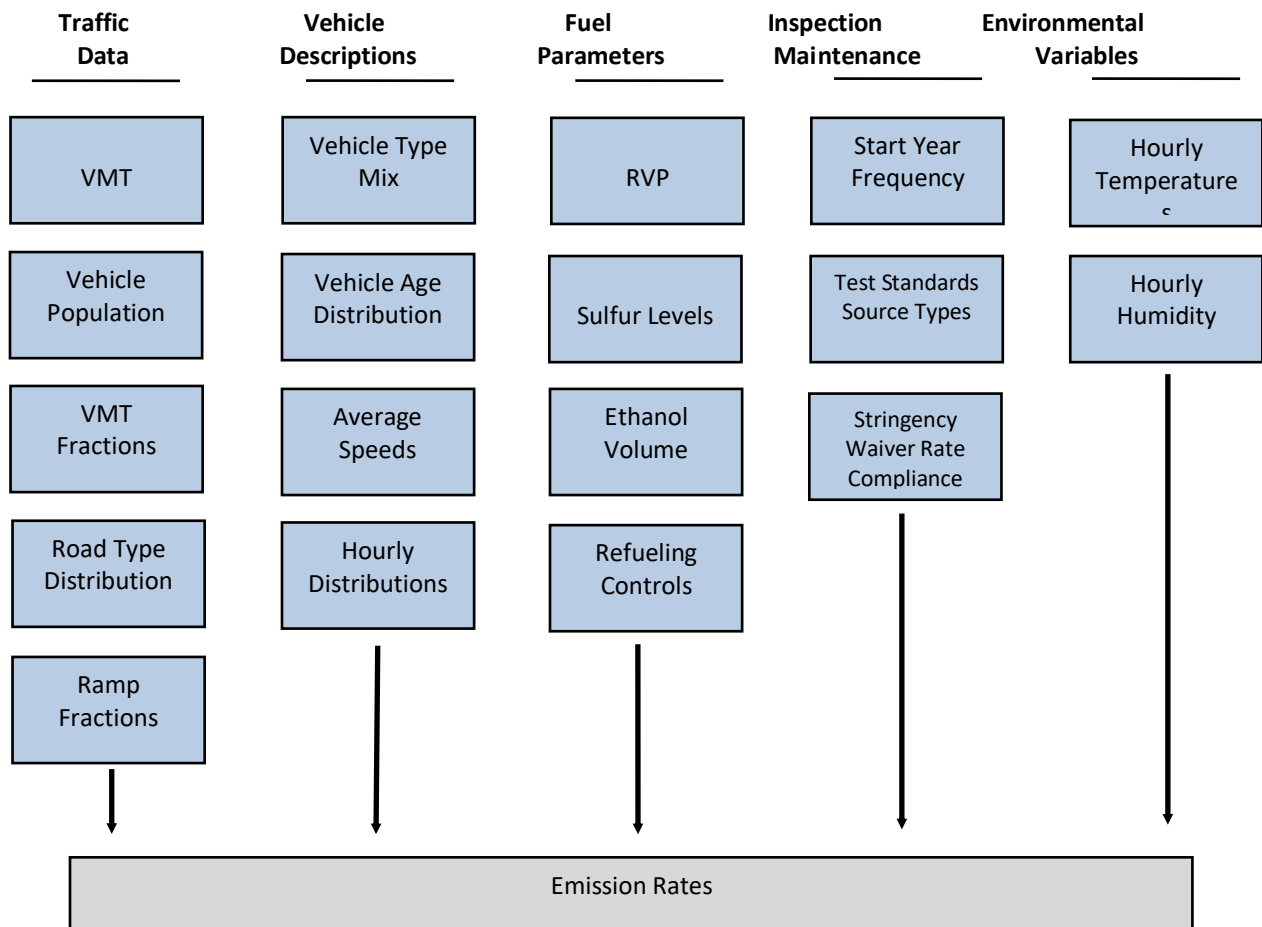 Traffic
Data
Vehicle
Descriptions
Fuel
Parameters
Inspection
Maintenance
Environmental
Variables
VMT
Vehicle
Population
VMT
Fractions
Road Type
Distribution
Ramp
Fractions
Vehicle Type
Mix
Vehicle Age
Distribution
Average
Speeds
Hourly
Distributions
RVP
Sulfur Levels
Ethanol
Volume
Refueling
Controls
Start Year
Frequency
Test Standards
Source Types
Stringency
Waiver Rate
Compliance
Hourly
Temperature
s
Hourly
Humidity
Emission Rates